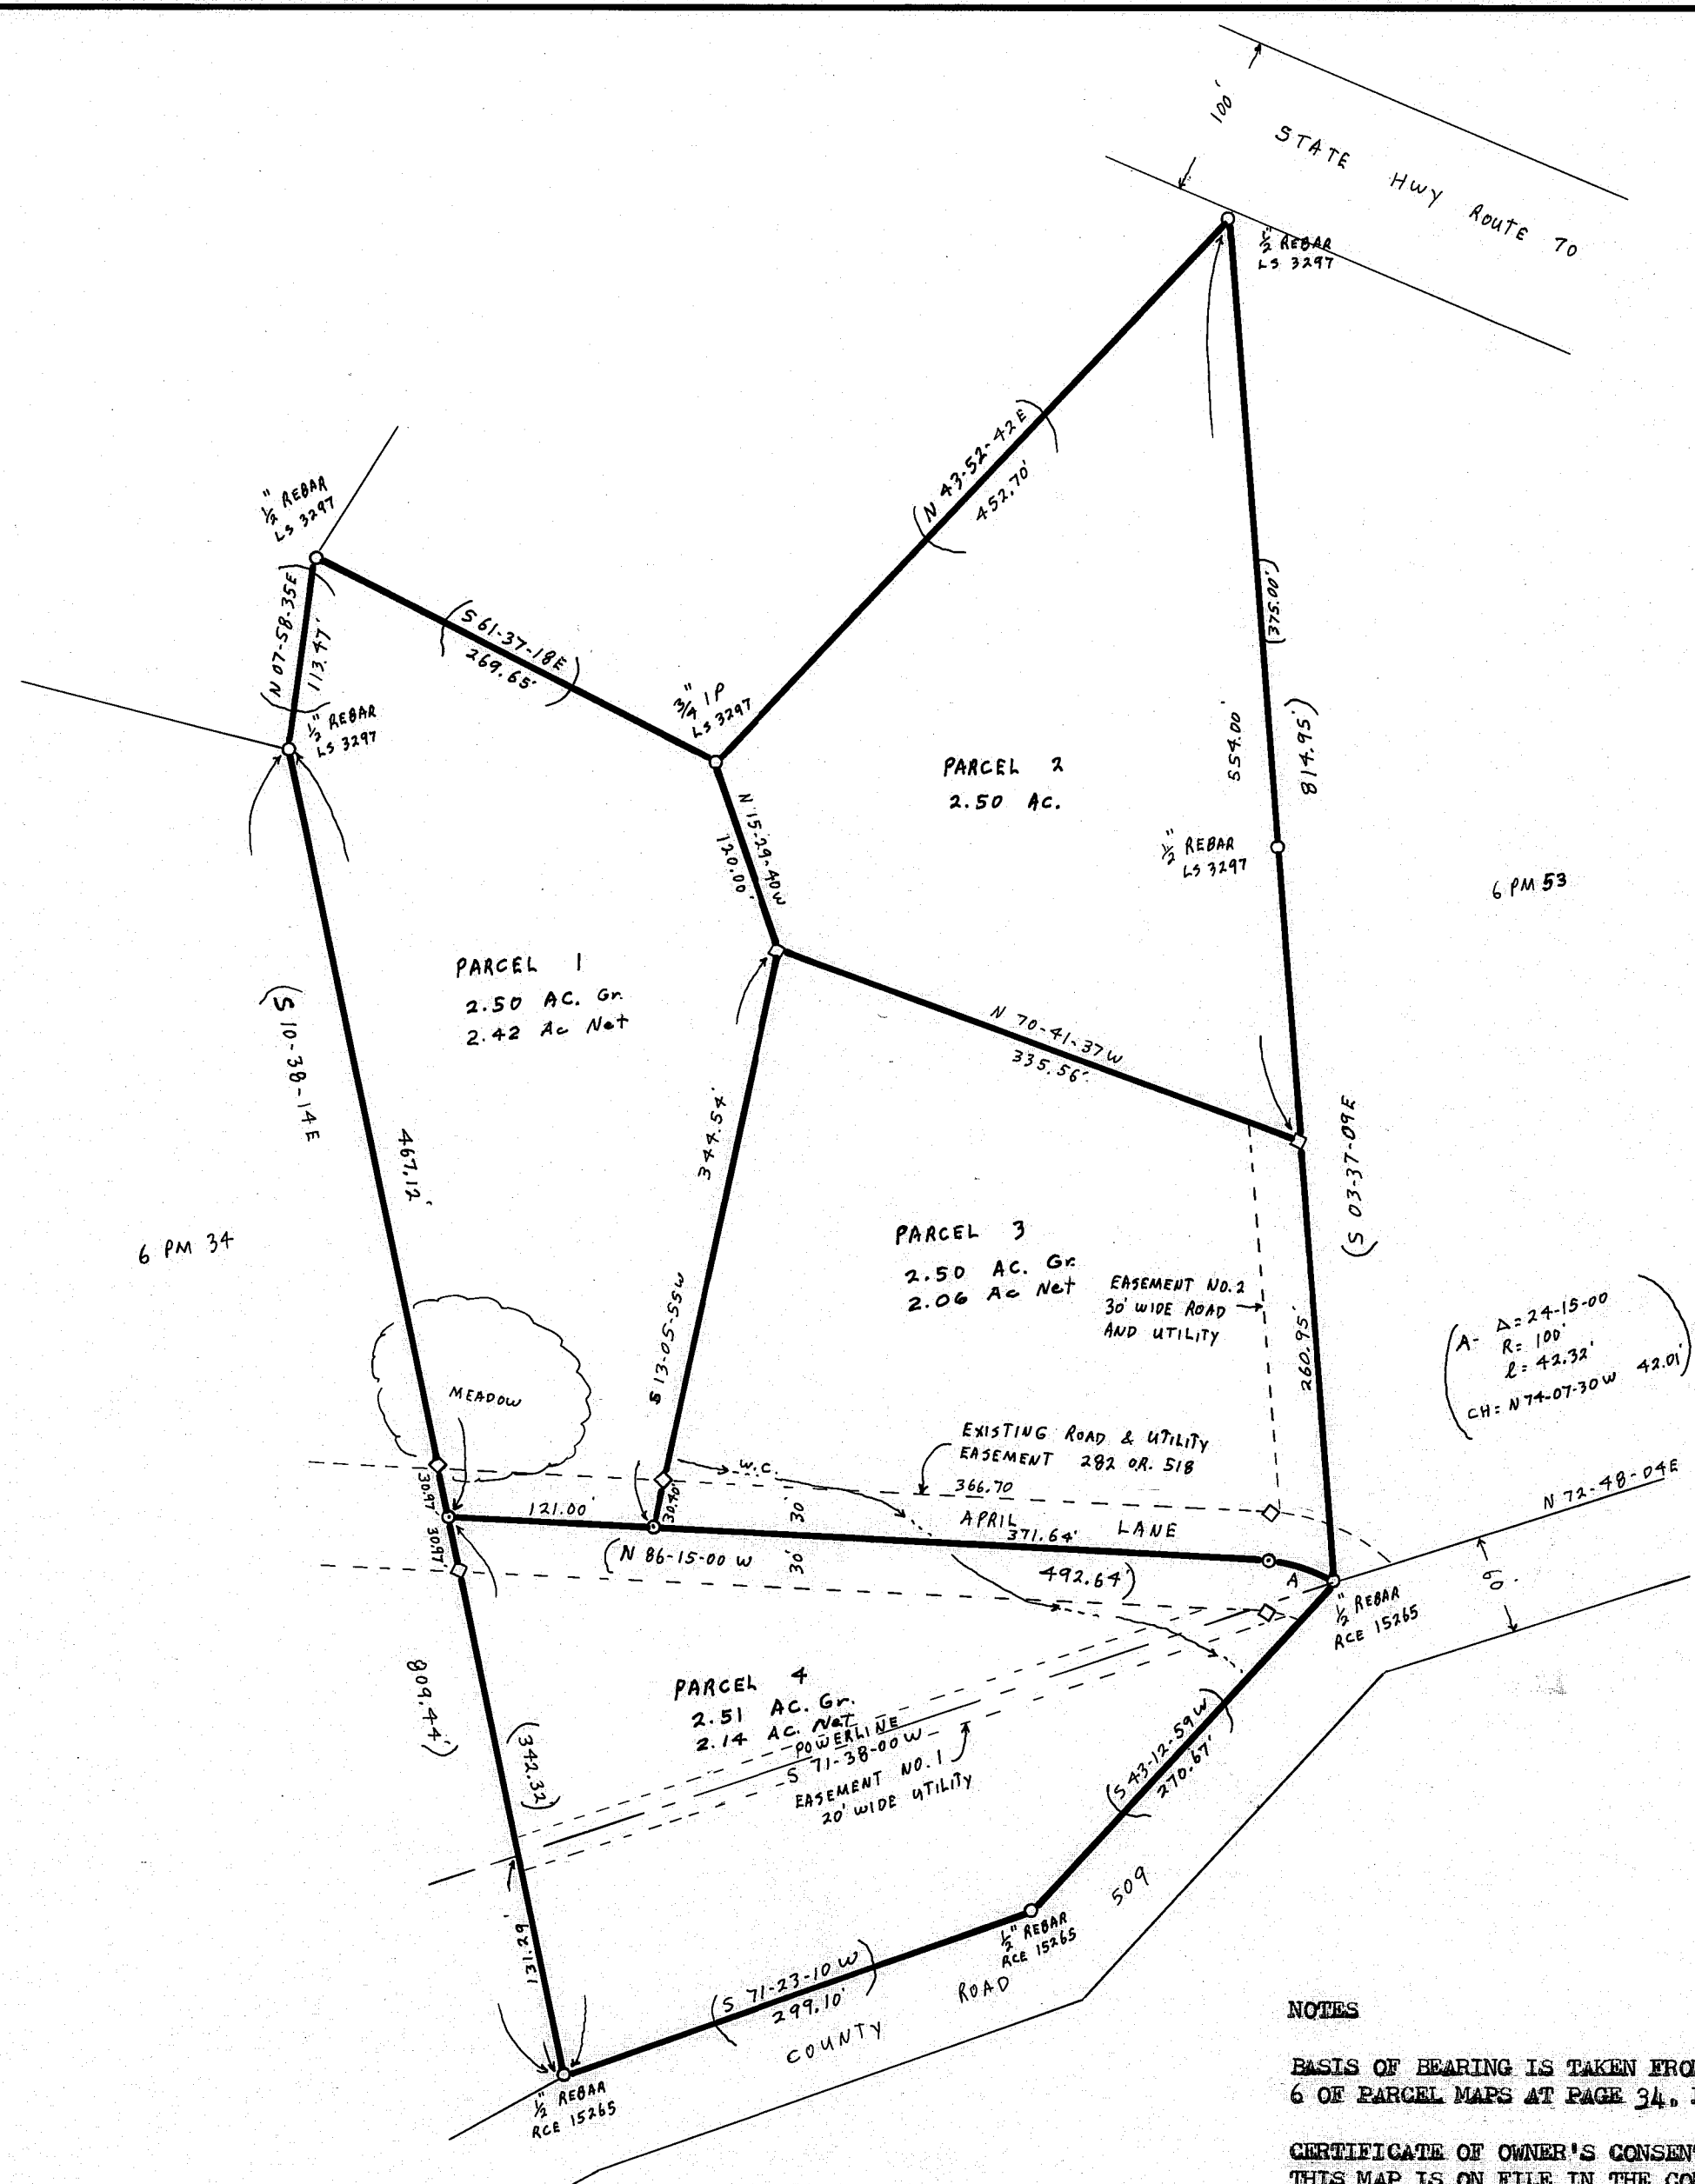 100'
STATE Hwy ROUTE 70
1/2" REBAR
LS 3297
(N 43-52-42E)
452.70'
1/2" REBAR
LS 3297
(N 07-58-35E)
113.47'
(S 61-37-18E)
269.65'
1/2" REBAR
LS 3297
3/4" IP
LS 3297
(375.00')
554.00'
814.95')
PARCEL 2
2.50 AC.
1/2" REBAR
LS 3297
6 PM 53
N 15-29-40W
120.00'
PARCEL 1
2.50 AC. Gr.
2.42 Ac Net
(S 10-38-14E
467.12'
344.54'
S 13-05-55W
N 70-41-37W
335.56'
(S 03-37-09E
6 PM 34
PARCEL 3
2.50 AC. Gr.
2.06 Ac Net
EASEMENT NO.2
30' WIDE ROAD
AND UTILITY
260.95'
A- Δ=24-15-00
R= 100'
ℓ= 42.32'
CH= N 74-07-30W 42.01'
MEADOW
EXISTING ROAD & UTILITY
EASEMENT 282 OR. 518
W.C.
366.70
30.97'
121.00'
30.40'
30'
APRIL LANE
371.64'
N 72-48-04E
30.97'
(N 86-15-00 W
30'
492.64')
A
60'
1/2" REBAR
RCE 15265
809.44')
(342.32)
PARCEL 4
2.51 AC. Gr.
2.14 AC. Net
POWERLINE
S 71-38-00 W
EASEMENT NO.1
20' WIDE UTILITY
(S 43-12-59W)
270.67'
131.29'
509
1/2" REBAR
RCE 15265
(S 71-23-10 W)
299.10'
COUNTY ROAD
1/2" REBAR
RCE 15265
NOTES
BASIS OF BEARING IS TAKEN FRO
6 OF PARCEL MAPS AT PAGE 34.
CERTIFICATE OF OWNER'S CONSENT
THIS MAP IS ON FILE IN THE CO